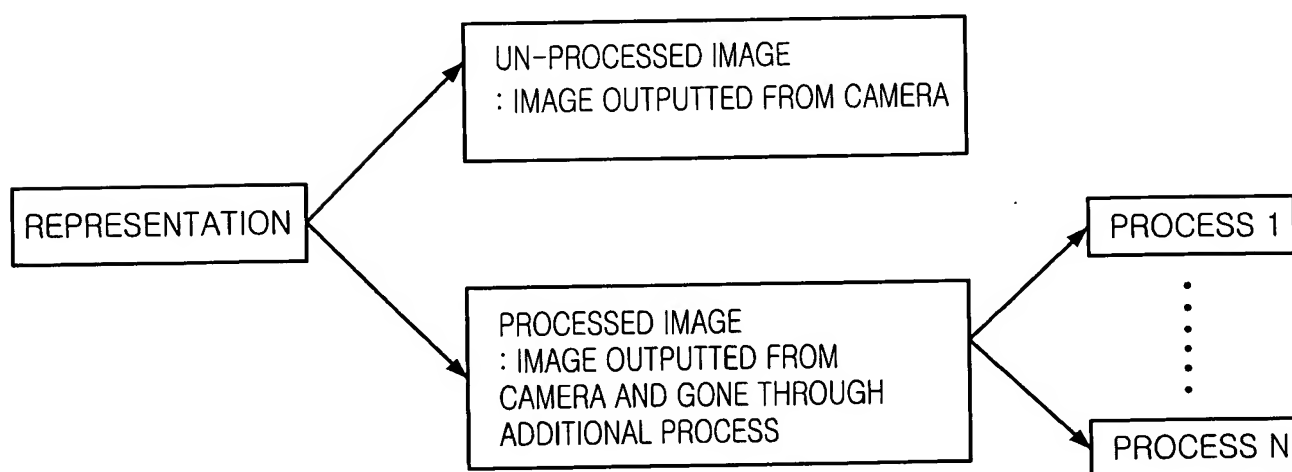 UN-PROCESSED IMAGE
: IMAGE OUTPUTTED FROM CAMERA
REPRESENTATION
PROCESSED IMAGE
: IMAGE OUTPUTTED FROM
CAMERA AND GONE THROUGH
ADDITIONAL PROCESS
PROCESS 1
PROCESS N